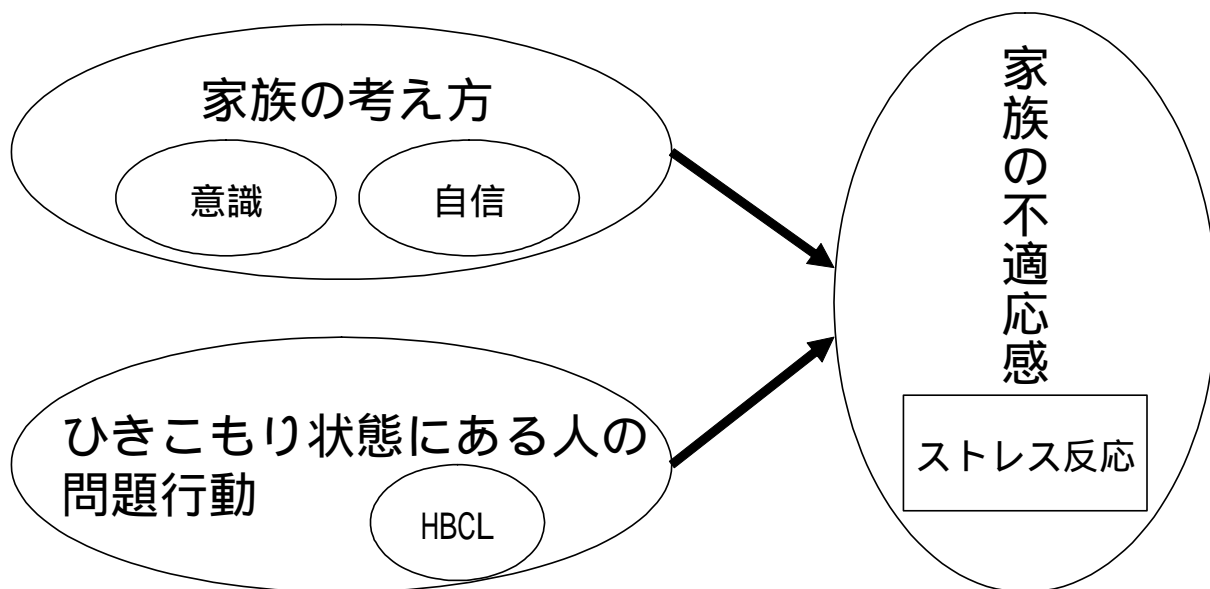 家族の考え方
意識
自信
ひきこもり状態にある人の
問題行動
HBCL
家族の不適応感
ストレス反応